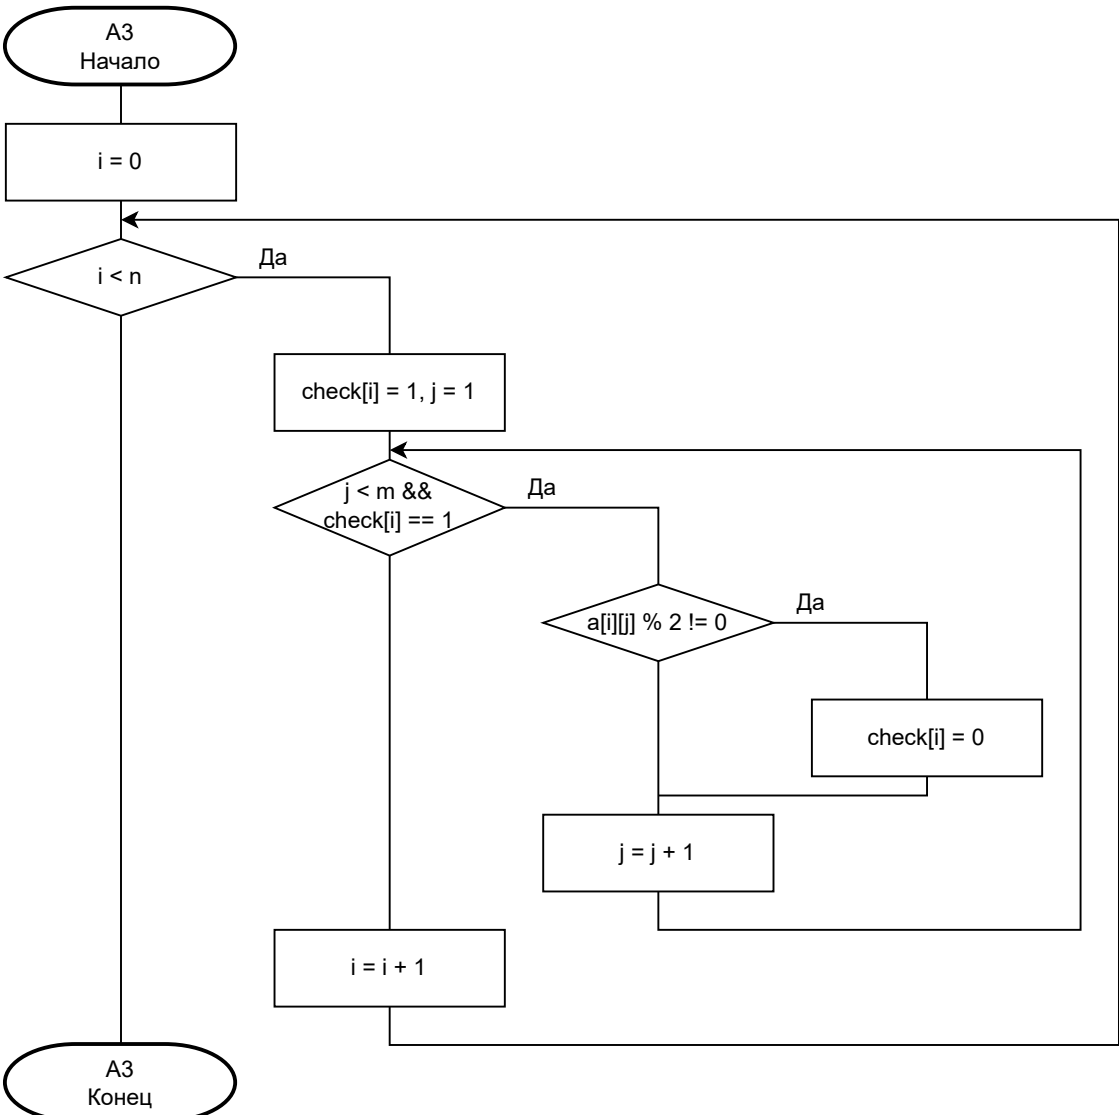 А3
Начало
i = 0
i < n
Да
check[i] = 1, j = 1
j < m &&
check[i] == 1
Да
a[i][j] % 2 != 0
Да
check[i] = 0
j = j + 1
i = i + 1
А3
Конец